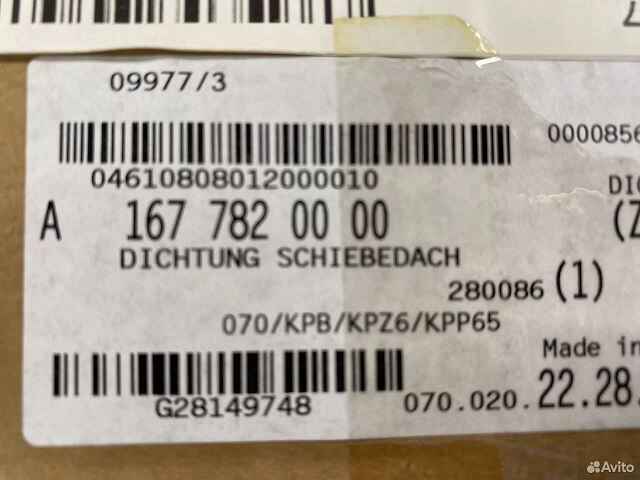 09977/3
0000856
04610808012000010
A 167 782 00 00
DICHTUNG SCHIEBEDACH
280086 (1)
070/KPB/KPZ6/KPP65
Made in
G28149748
070.020. 22.28.
Avito